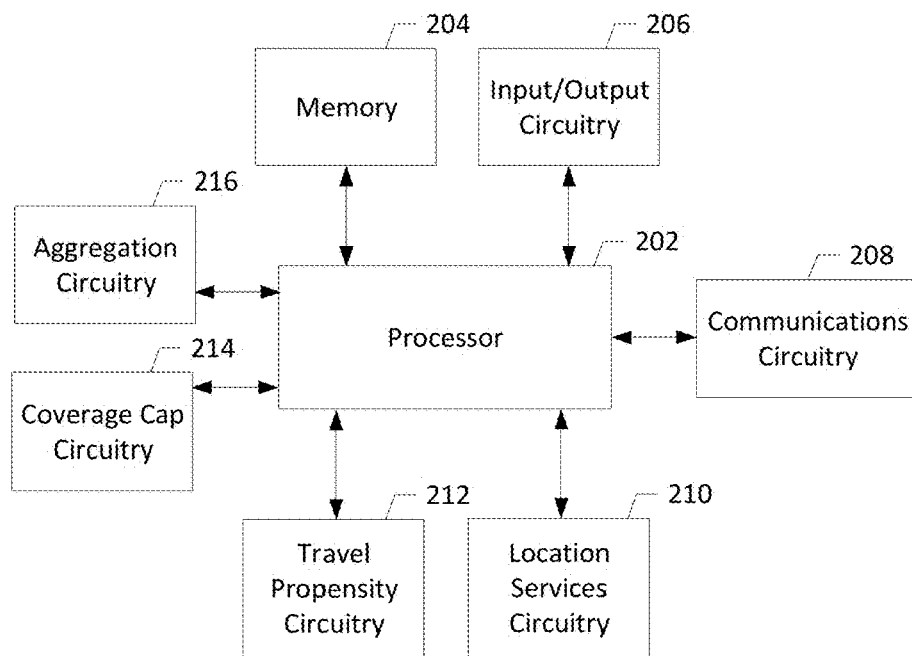 204
206
Memory
Input/Output
Circuitry
216
Aggregation
Circuitry
202
208
Processor
Communications
Circuitry
214
Coverage Cap
Circuitry
212
210
Travel
Propensity
Circuitry
Location
Services
Circuitry